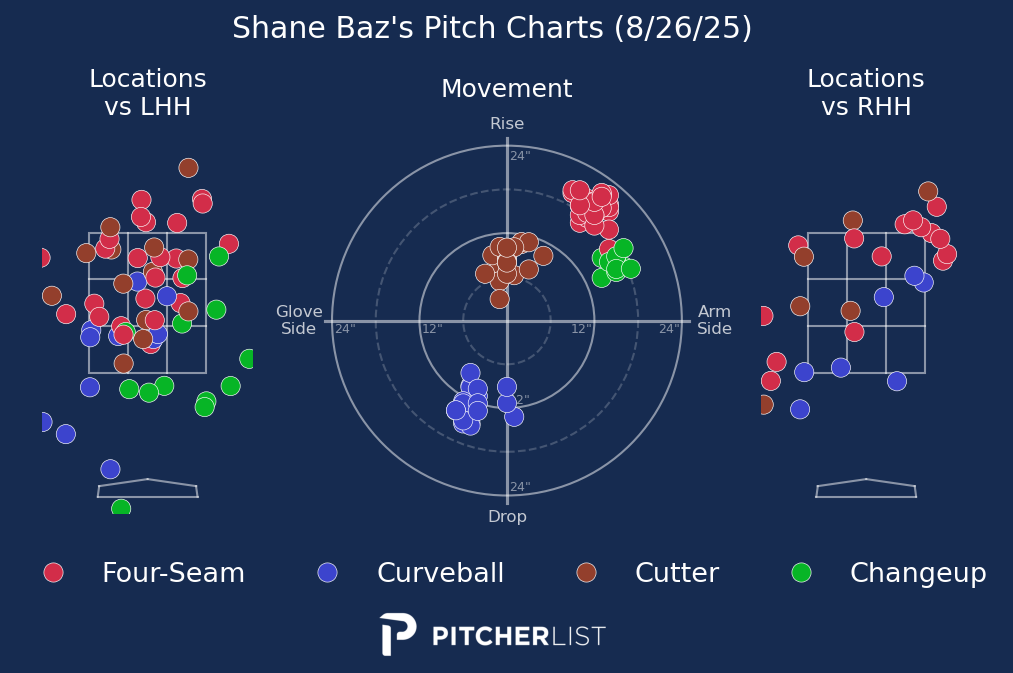 Shane Baz's Pitch Charts (8/26/25)
Locations
vs LHH
Movement
Locations
vs RHH
Rise
24"
Glove
Side
24"
12"
12"
24"
Arm
Side
24"
Drop
Four-Seam
Curveball
Cutter
Changeup
PITCHERLIST